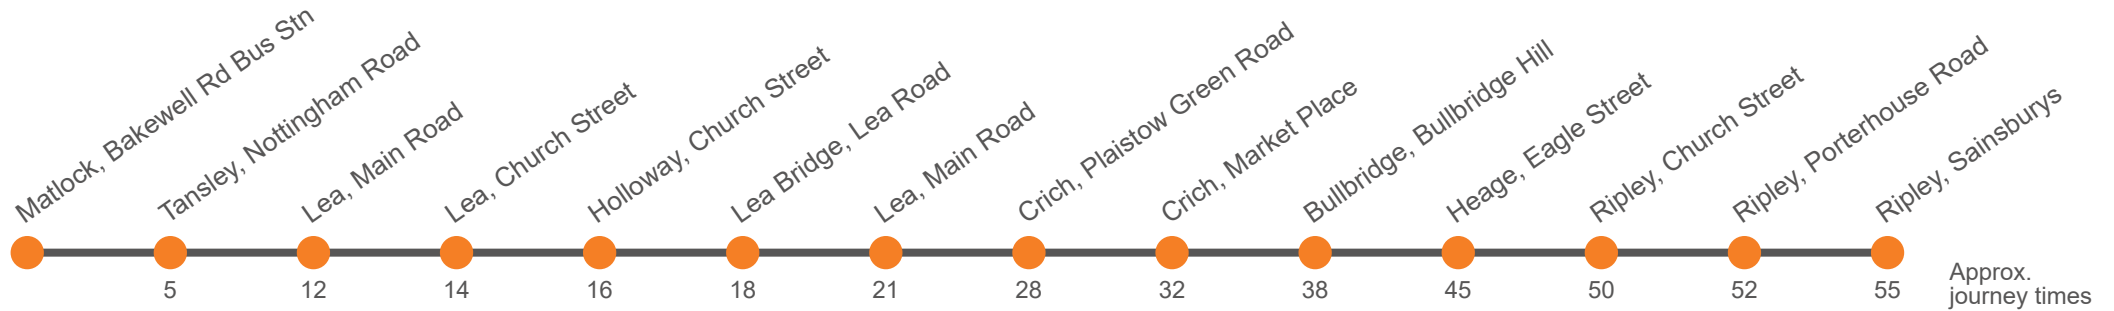 Matlock, Bakewell Rd Bus Stn
Tansley, Nottingham Road
Lea, Main Road
Lea, Church Street
Holloway, Church Street
Lea Bridge, Lea Road
Lea, Main Road
Crich, Plaistow Green Road
Crich, Market Place
Bullbridge, Bullbridge Hill
Heage, Eagle Street
Ripley, Church Street
Ripley, Porterhouse Road
Ripley, Sainsburys
5 12 14 16 18 21 28 32 38 45 50 52 55
Approx.
journey times